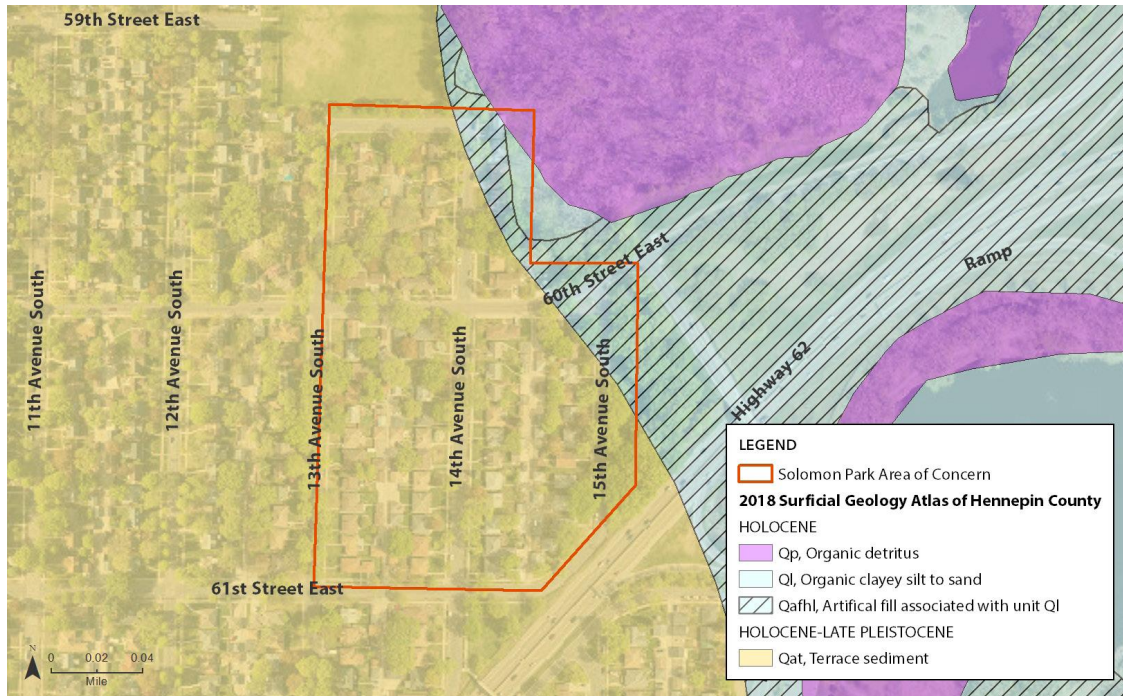 59th Street East
11th Avenue South
12th Avenue South
13th Avenue South
14th Avenue South
15th Avenue South
60th Street East
Ramp
Highway 62
61st Street East
N
0 0.02 0.04
Mile
LEGEND
Solomon Park Area of Concern
2018 Surficial Geology Atlas of Hennepin County
HOLOCENE
Qp, Organic detritus
Ql, Organic clayey silt to sand
Qafhl, Artifical fill associated with unit Ql
HOLOCENE-LATE PLEISTOCENE
Qat, Terrace sediment